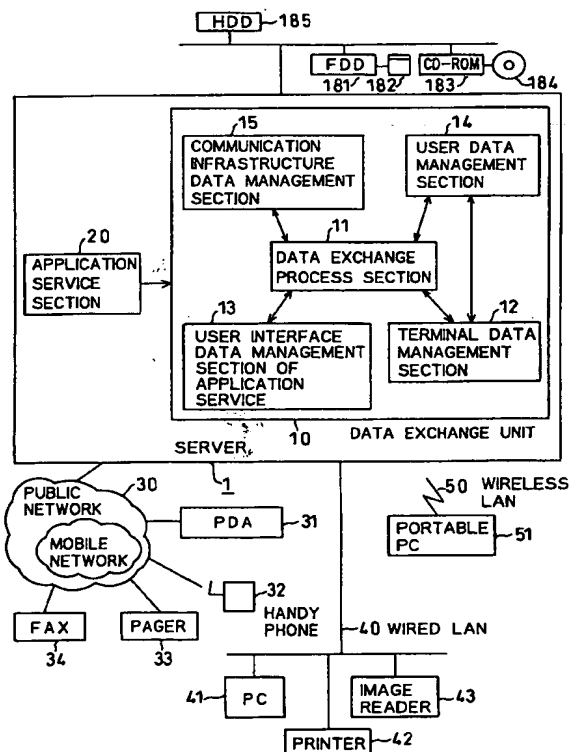 HDD 185
FDD
CD-ROM
181 182 183 184
15
COMMUNICATION
INFRASTRUCTURE
DATA MANAGEMENT
SECTION
14
USER DATA
MANAGEMENT
SECTION
11
DATA EXCHANGE
PROCESS SECTION
20
APPLICATION
SERVICE
SECTION
13
USER INTERFACE
DATA MANAGEMENT
SECTION OF
APPLICATION
SERVICE
12
TERMINAL DATA
MANAGEMENT
SECTION
10 DATA EXCHANGE UNIT
SERVER
1
PUBLIC
NETWORK
30
MOBILE
NETWORK
PDA 31
32
HANDY
PHONE
FAX
34
PAGER
33
50 WIRELESS
LAN
PORTABLE
PC
51
40 WIRED LAN
41 PC
IMAGE
READER
43
PRINTER 42